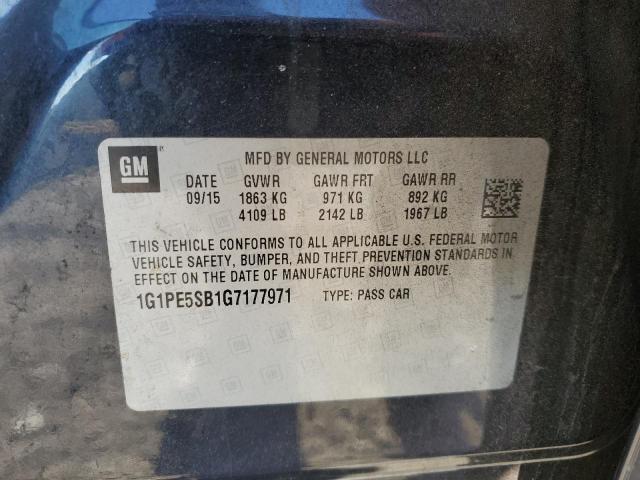 GM ®
MFD BY GENERAL MOTORS LLC
DATE GVWR GAWR FRT GAWR RR
09/15 1863 KG 971 KG 892 KG
4109 LB 2142 LB 1967 LB
THIS VEHICLE CONFORMS TO ALL APPLICABLE U.S. FEDERAL MOTOR
VEHICLE SAFETY, BUMPER, AND THEFT PREVENTION STANDARDS
IN EFFECT ON THE DATE OF MANUFACTURE SHOWN ABOVE.
1G1PE5SB1G7177971 TYPE: PASS CAR